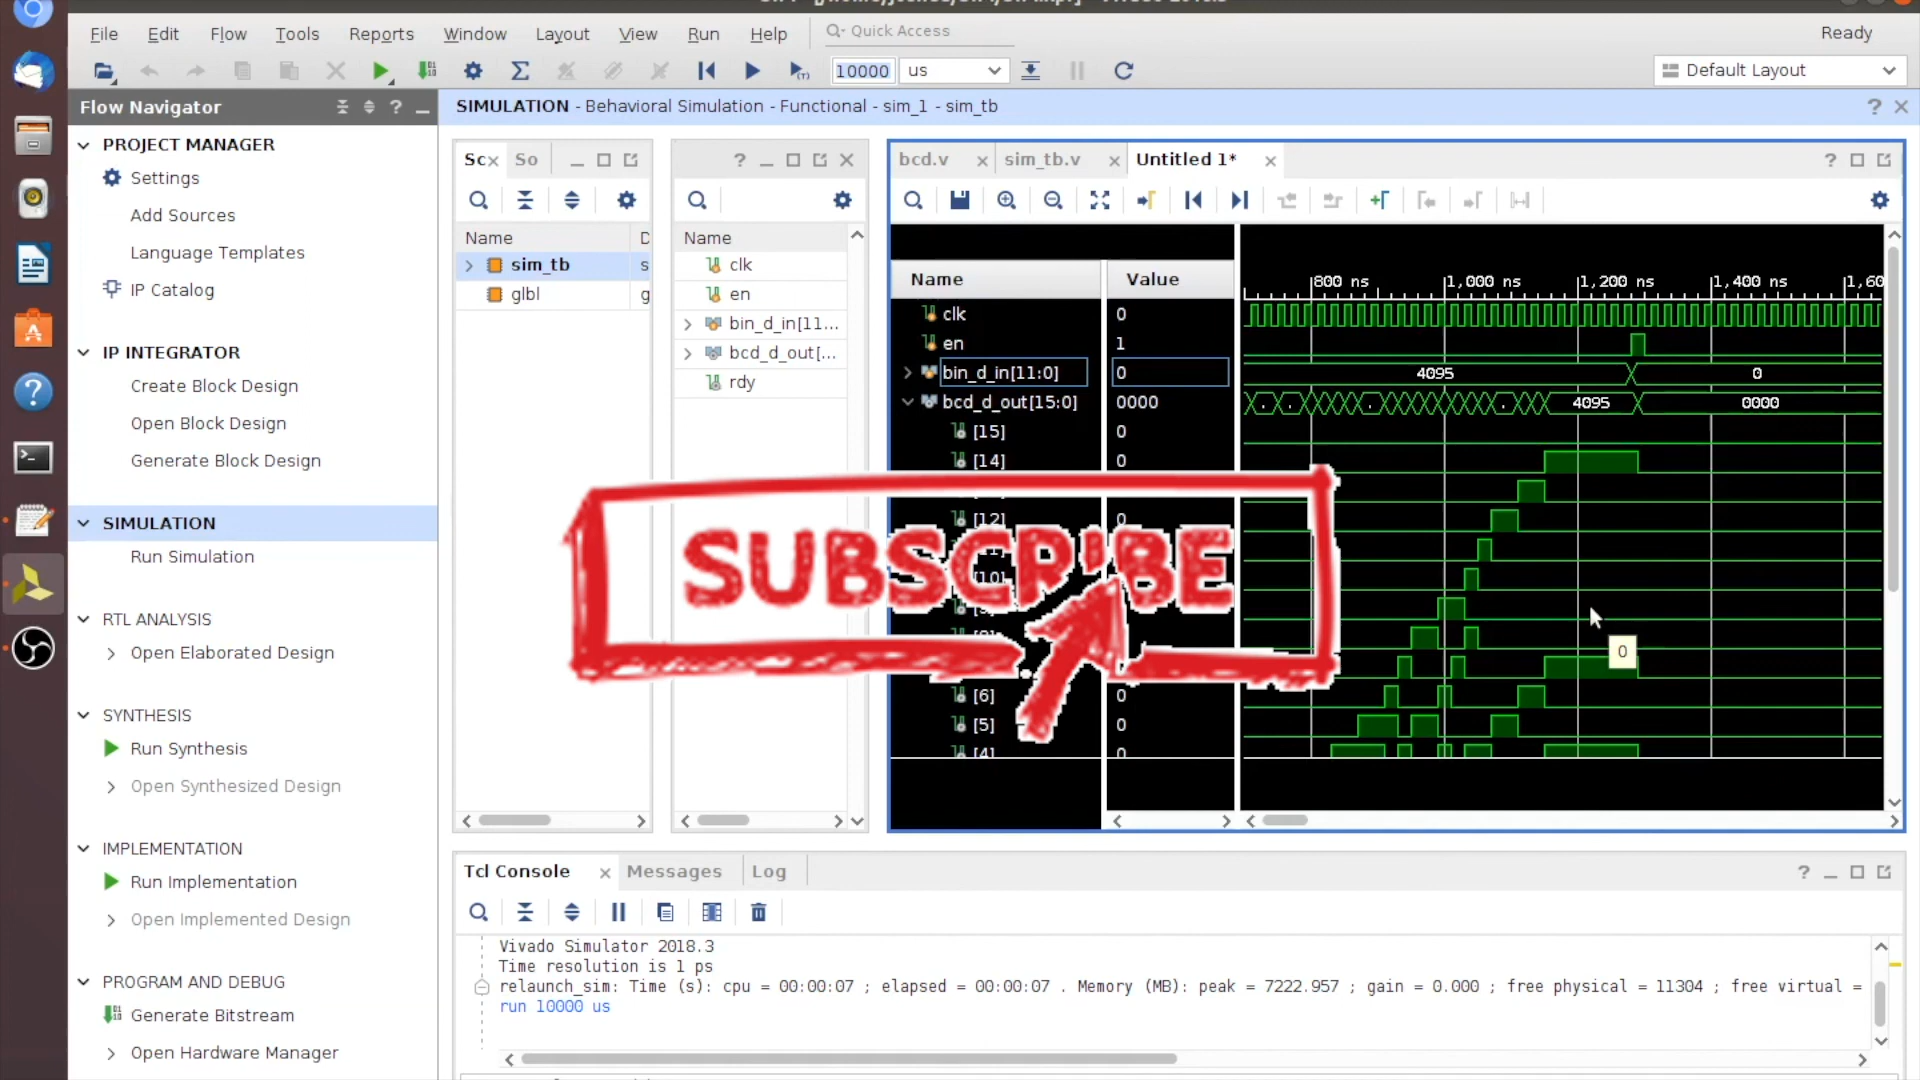 File Edit Flow Tools Reports Window Layout View Run Help Quick Access Ready
10000 us Default Layout
Flow Navigator
SIMULATION - Behavioral Simulation - Functional - sim_1 - sim_tb
PROJECT MANAGER
Settings
Add Sources
Language Templates
IP Catalog
IP INTEGRATOR
Create Block Design
Open Block Design
Generate Block Design
SIMULATION
Run Simulation
RTL ANALYSIS
Open Elaborated Design
SYNTHESIS
Run Synthesis
Open Synthesized Design
IMPLEMENTATION
Run Implementation
Open Implemented Design
PROGRAM AND DEBUG
Generate Bitstream
Open Hardware Manager
Sc So
Name D
sim_tb s
glbl g
Name
clk
en
bin_d_in[11...
bcd_d_out[...
rdy
bcd.v sim_tb.v Untitled 1*
Name Value
800 ns 1,000 ns 1,200 ns 1,400 ns 1,60
clk 0
en 1
bin_d_in[11:0] 0 4095 0
bcd_d_out[15:0] 0000 4095 0000
[15] 0
[14] 0
[12] 0
[10]
SUBSCRIBE
0
[6] 0
[5] 0
[4] 0
Tcl Console Messages Log
Vivado Simulator 2018.3
Time resolution is 1 ps
relaunch_sim: Time (s): cpu = 00:00:07 ; elapsed = 00:00:07 . Memory (MB): peak = 7222.957 ; gain = 0.000 ; free physical = 11304 ; free virtual =
run 10000 us